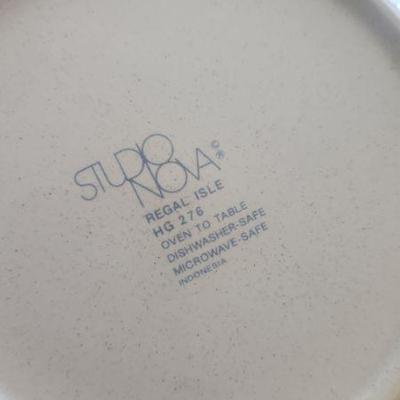 STUDIO
NOVA ©®
REGAL ISLE
HG 276
OVEN TO TABLE
DISHWASHER-SAFE
MICROWAVE-SAFE
INDONESIA